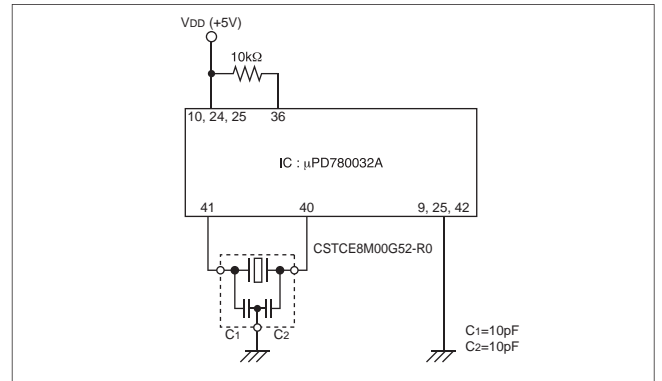 VDD (+5V)
10kΩ
10, 24, 25 36
IC : µPD780032A
41 40 9, 25, 42
CSTCE8M00G52-R0
C1 C2
C1=10pF
C2=10pF